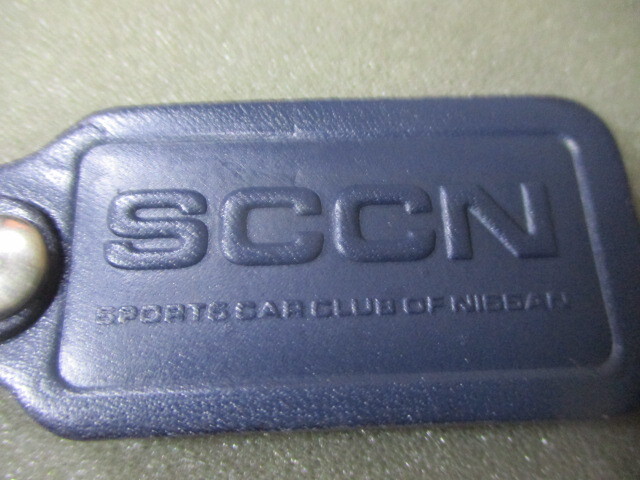 SCCN
SPORTS CAR CLUB OF NISSAN